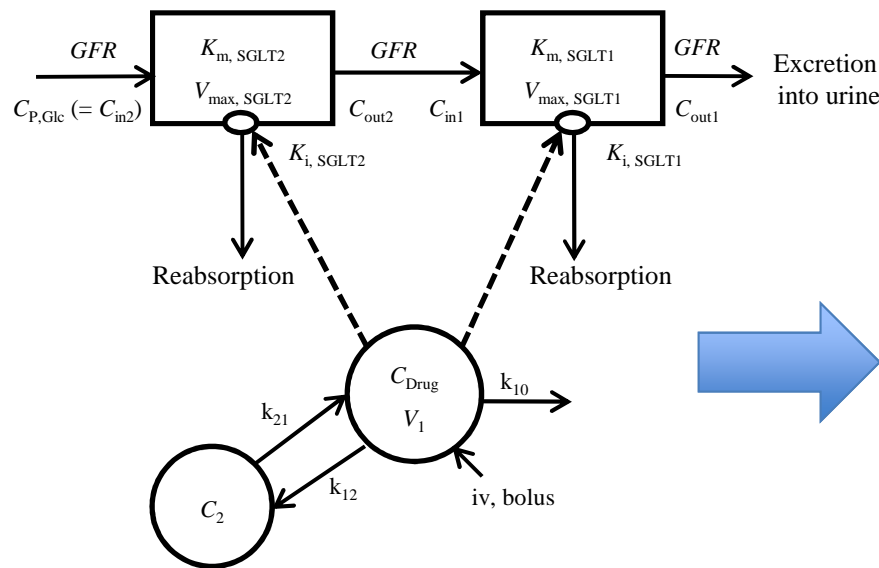 GFR
K_m, SGLT2
GFR
K_m, SGLT1
GFR
Excretion
into urine
V_max, SGLT2
V_max, SGLT1
C_P,Glc (= C_in2)
C_out2
C_in1
C_out1
K_i, SGLT2
K_i, SGLT1
Reabsorption
Reabsorption
C_Drug
V_1
k_10
k_21
k_12
iv, bolus
C_2